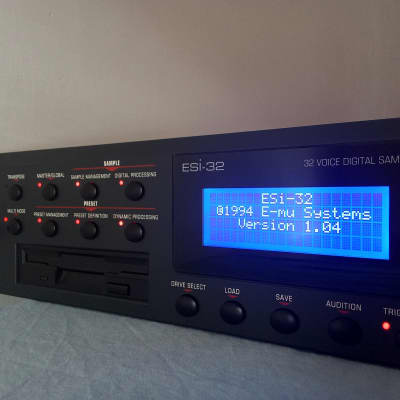 ESi-32
32 VOICE DIGITAL SAM
SAMPLE
TRANSPOSE
MASTER/GLOBAL
SAMPLE MANAGEMENT
DIGITAL PROCESSING
PRESET
MULTI MODE
PRESET MANAGEMENT
PRESET DEFINITION
DYNAMIC PROCESSING
ESi-32
©1994 E-mu Systems
Version 1.04
DRIVE SELECT
LOAD
SAVE
AUDITION
TRIG